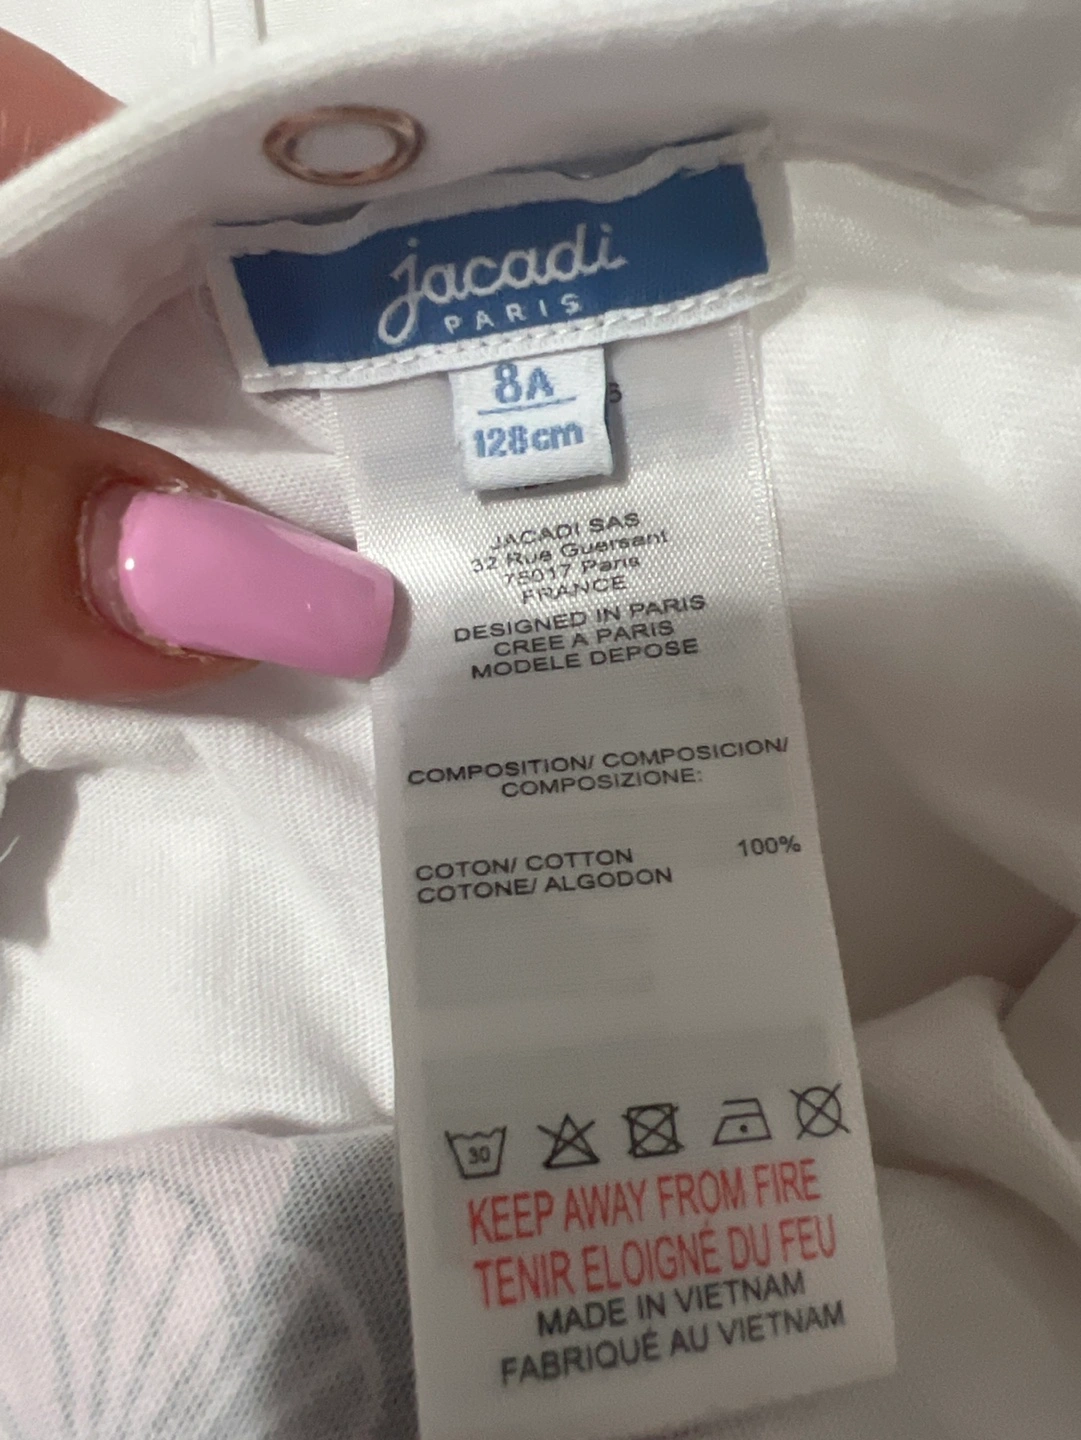 jacadi
PARIS
8A
128cm
JACADI SAS
32 Rue Guersant
75017 Paris
FRANCE
DESIGNED IN PARIS
CREE A PARIS
MODELE DEPOSE
COMPOSITION/ COMPOSICION/
COMPOSIZIONE:
COTON/ COTTON 100%
COTONE/ ALGODON
30
KEEP AWAY FROM FIRE
TENIR ELOIGNÉ DU FEU
MADE IN VIETNAM
FABRIQUÉ AU VIETNAM